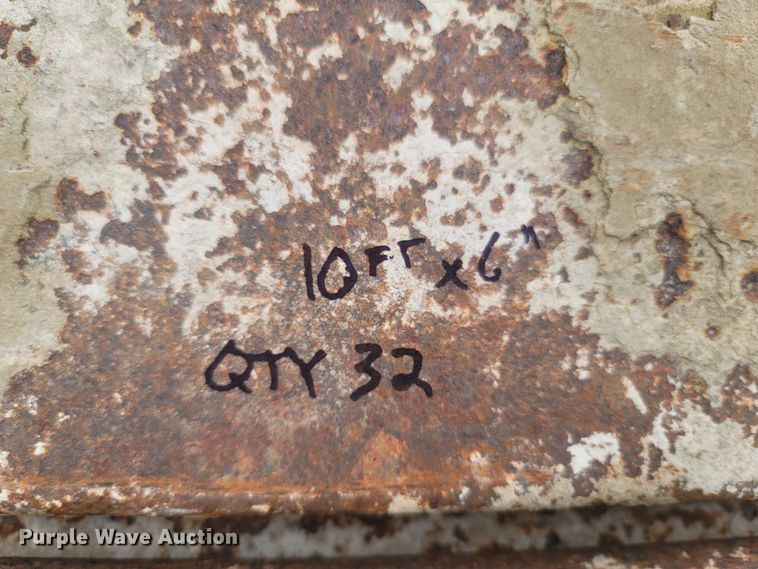 10FT x 6"
QTY 32
Purple Wave Auction